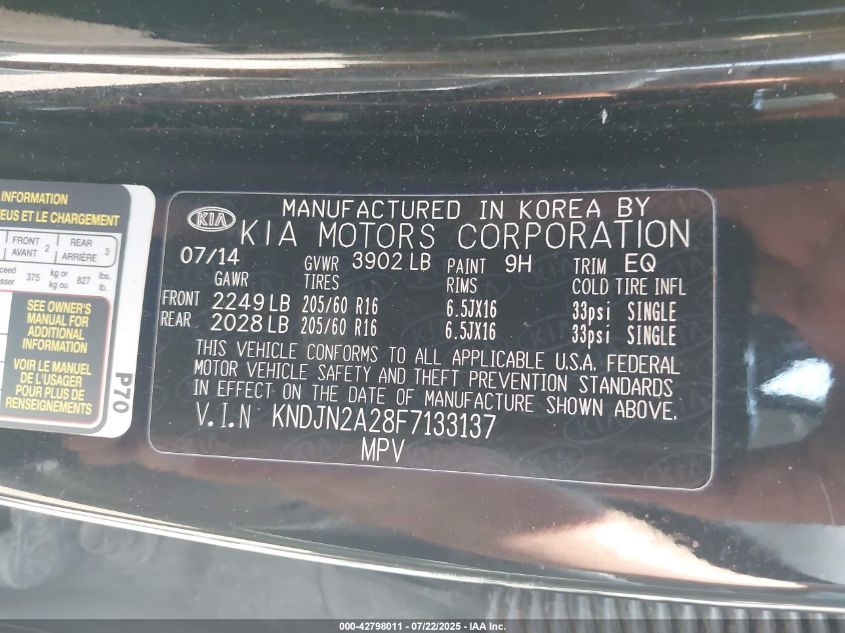 INFORMATION
EUS ET LE CHARGEMENT
FRONT AVANT 2 REAR ARRIÈRE 3
375 kg or kg ou 827 lbs. lb.
SEE OWNER'S
MANUAL FOR
ADDITIONAL
INFORMATION
VOIR LE MANUEL
DE L'USAGER
POUR PLUS DE
RENSEIGNEMENTS
P70
KIA
MANUFACTURED IN KOREA BY
KIA MOTORS CORPORATION
07/14 GVWR 3902 LB PAINT 9H TRIM EQ
GAWR TIRES RIMS COLD TIRE INFL
FRONT 2249 LB 205/60 R16 6.5JX16 33psi SINGLE
REAR 2028 LB 205/60 R16 6.5JX16 33psi SINGLE
THIS VEHICLE CONFORMS TO ALL APPLICABLE U.S.A. FEDERAL
MOTOR VEHICLE SAFETY AND THEFT PREVENTION STANDARDS
IN EFFECT ON THE DATE OF MANUFACTURE SHOWN ABOVE.
V.I.N KNDJN2A28F7133137
MPV
000-42798011 - 07/22/2025 - IAA Inc.